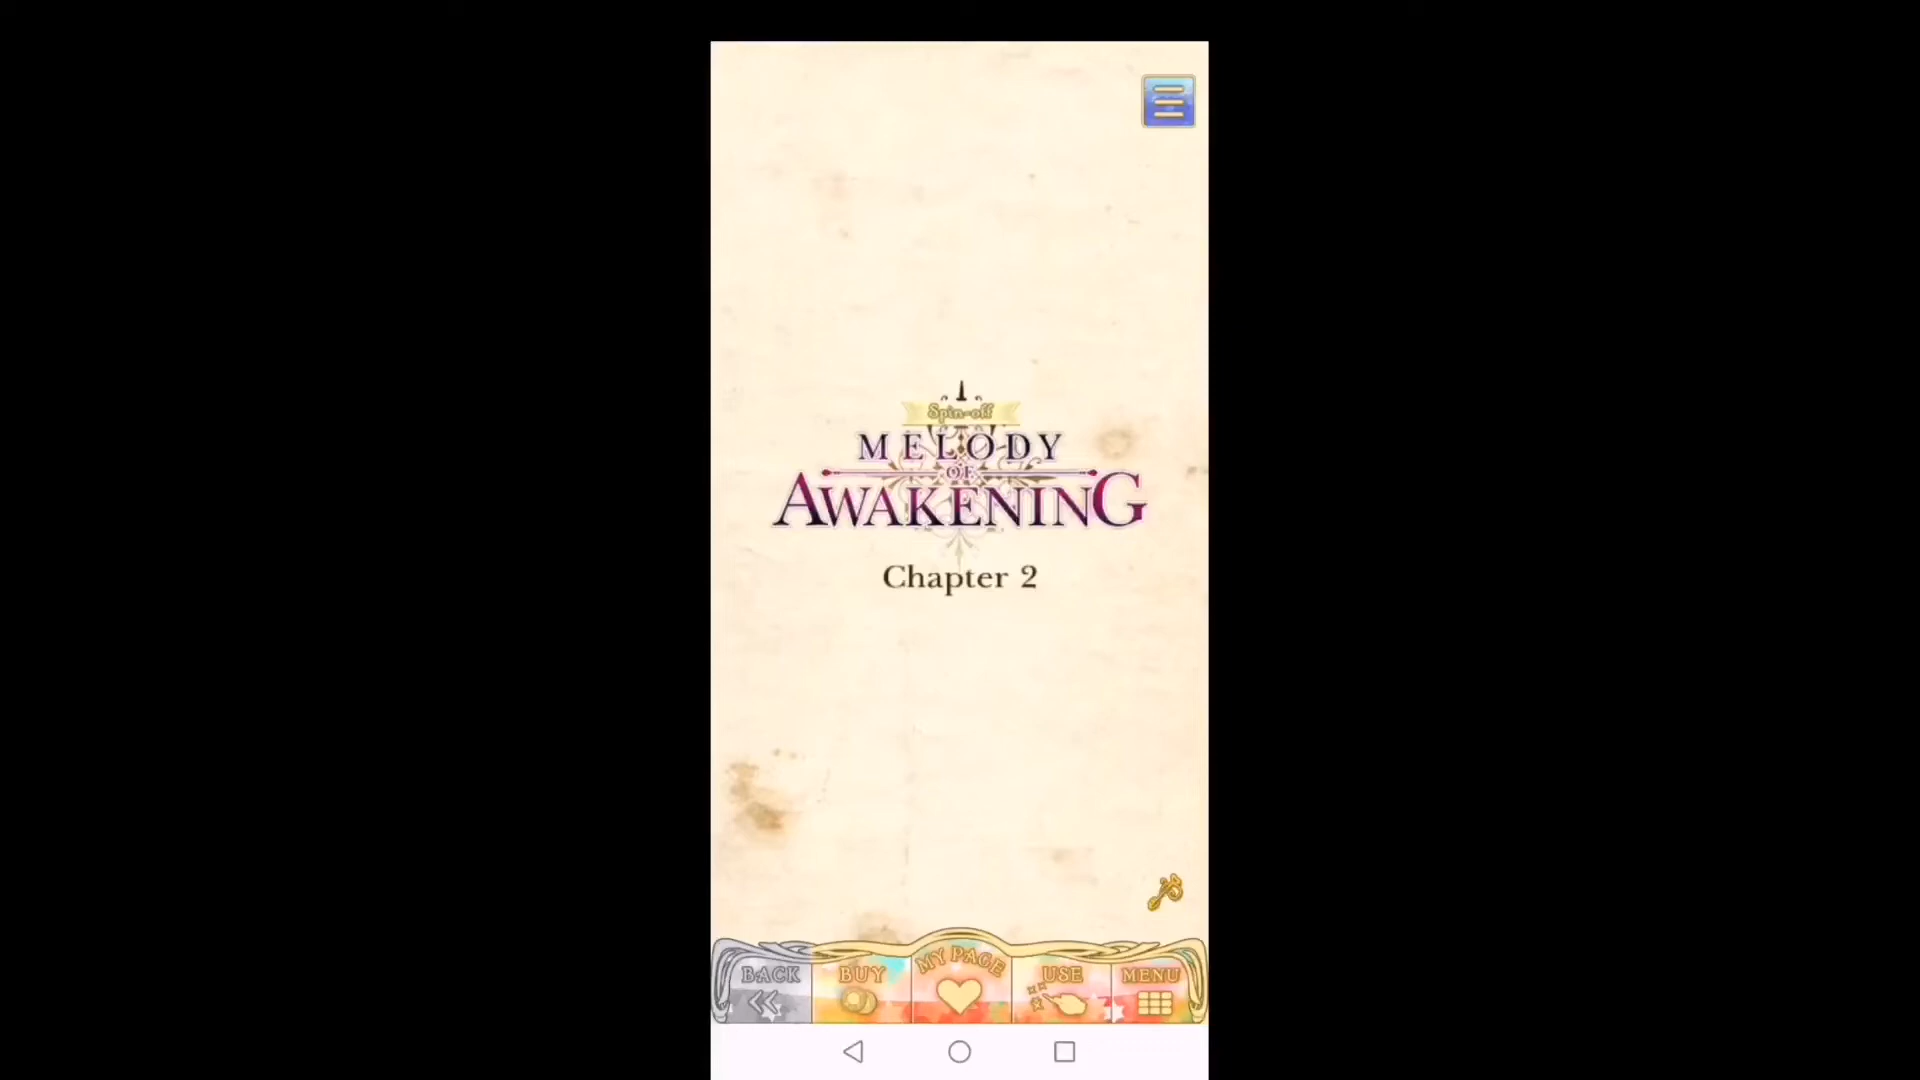 Spin-off
MELODY
OF
AWAKENING
Chapter 2
BACK
BUY
MY PAGE
USE
MENU